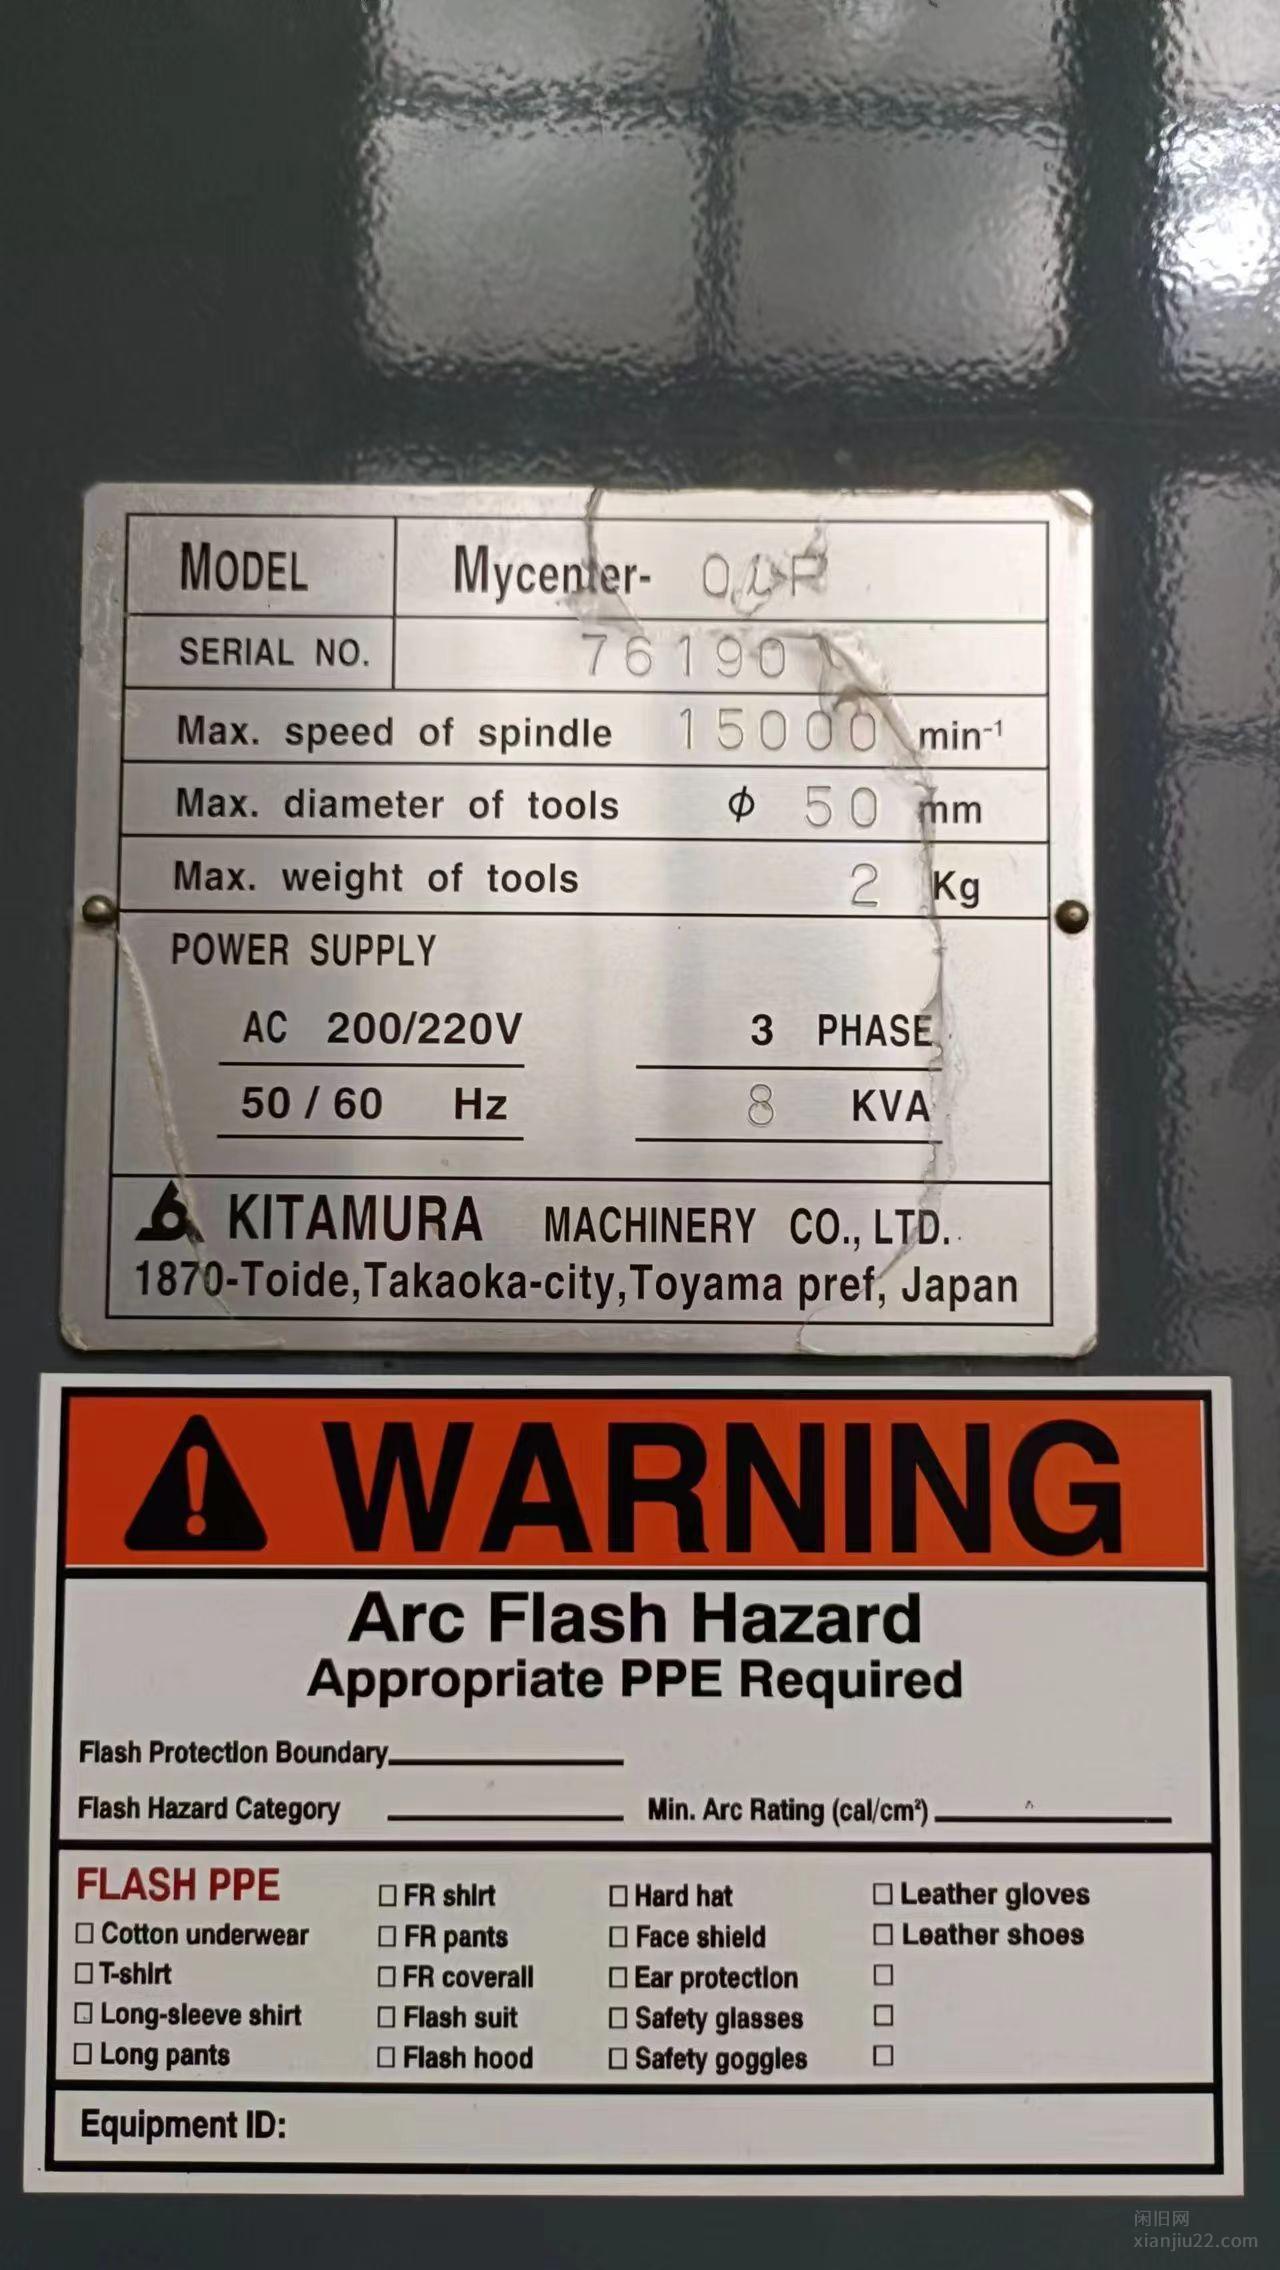 MODEL Mycenter-
SERIAL NO. 76190
Max. speed of spindle 15000 min⁻¹
Max. diameter of tools ϕ 50 mm
Max. weight of tools 2 Kg
POWER SUPPLY
AC 200/220V 3 PHASE
50/60 Hz 8 KVA
KITAMURA MACHINERY CO., LTD.
1870-Toide,Takaoka-city,Toyama pref, Japan
WARNING
Arc Flash Hazard
Appropriate PPE Required
Flash Protection Boundary
Flash Hazard Category Min. Arc Rating (cal/cm²)
FLASH PPE
Cotton underwear
T-shirt
Long-sleeve shirt
Long pants
FR shirt
FR pants
FR coverall
Flash suit
Flash hood
Hard hat
Face shield
Ear protection
Safety glasses
Safety goggles
Leather gloves
Leather shoes
Equipment ID:
闲旧网
xianjiu22.com